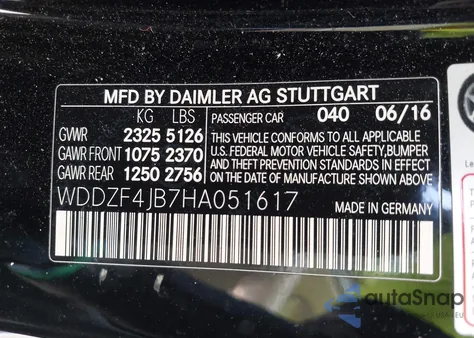 MFD BY DAIMLER AG STUTTGART
KG LBS PASSENGER CAR 040 06/16
GVWR 2325 5126 THIS VEHICLE CONFORMS TO ALL APPLICABLE
GAWR FRONT 1075 2370 U.S. FEDERAL MOTOR VEHICLE SAFETY, BUMPER
AND THEFT PREVENTION STANDARDS IN EFFECT
GAWR REAR 1250 2756 ON THE DATE OF MANUFACTURE SHOWN ABOVE.
WDDZF4JB7HA051617 MADE IN GERMANY
autaSnap